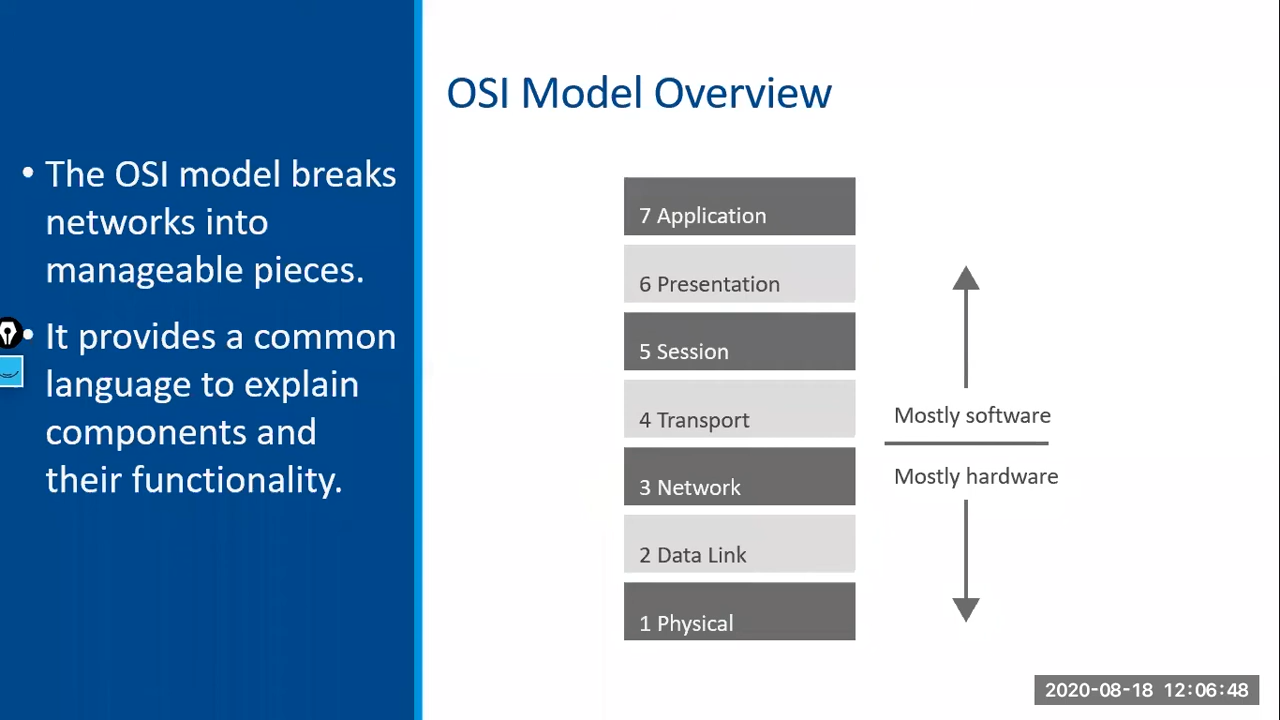 OSI Model Overview
• The OSI model breaks
networks into
manageable pieces.
• It provides a common
language to explain
components and
their functionality.
7 Application
6 Presentation
5 Session
4 Transport
3 Network
2 Data Link
1 Physical
Mostly software
Mostly hardware
2020-08-18 12:06:48